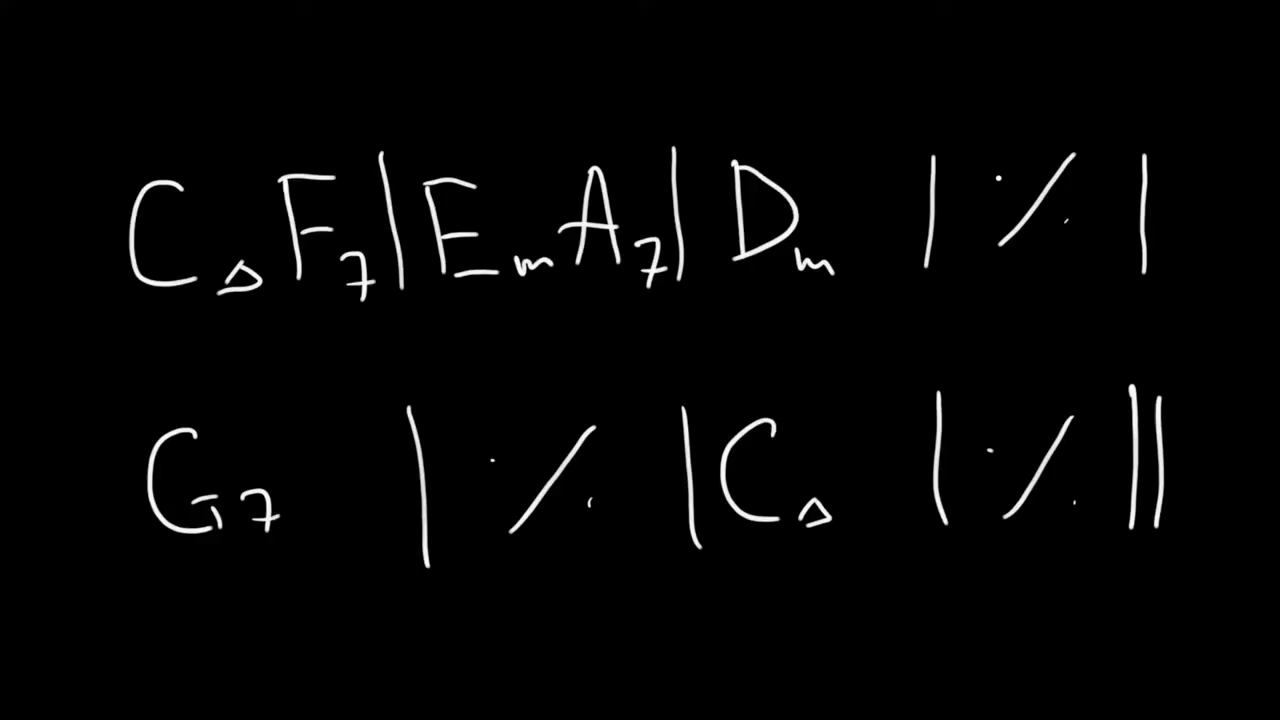 CΔ F7 | Em A7 | Dm | ٪ |
G7 | ٪ | CΔ | ٪ ||